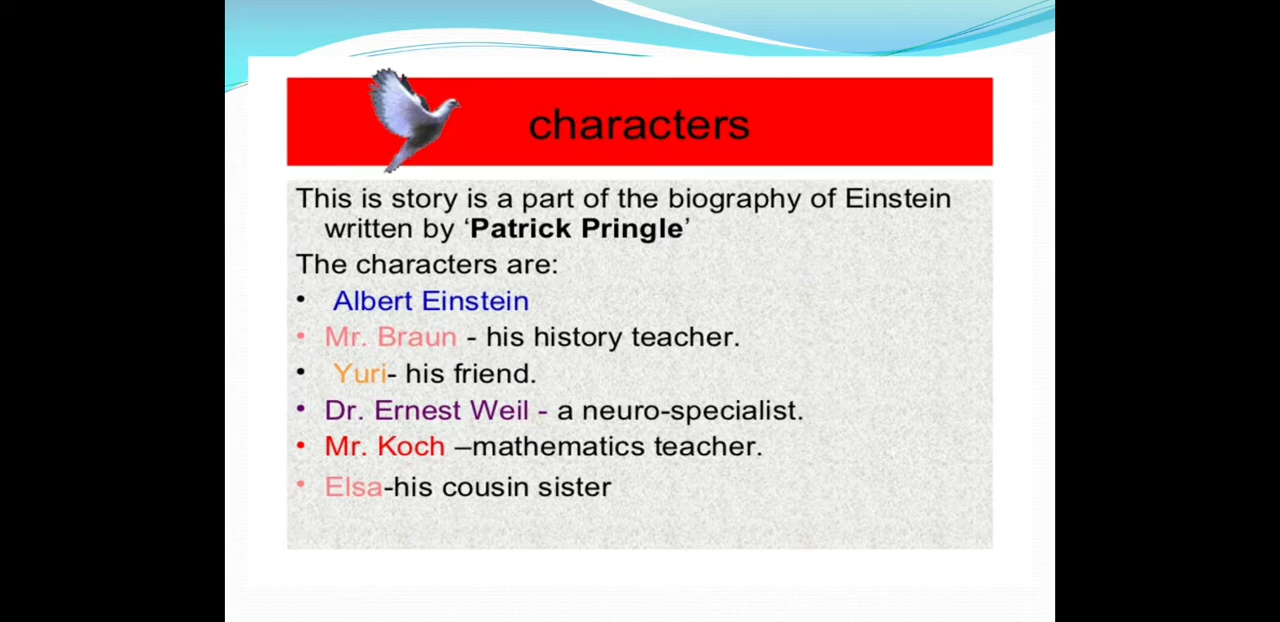 characters
This is story is a part of the biography of Einstein
written by ‘Patrick Pringle’
The characters are:
• Albert Einstein
• Mr. Braun - his history teacher.
• Yuri- his friend.
• Dr. Ernest Weil - a neuro-specialist.
• Mr. Koch –mathematics teacher.
• Elsa-his cousin sister